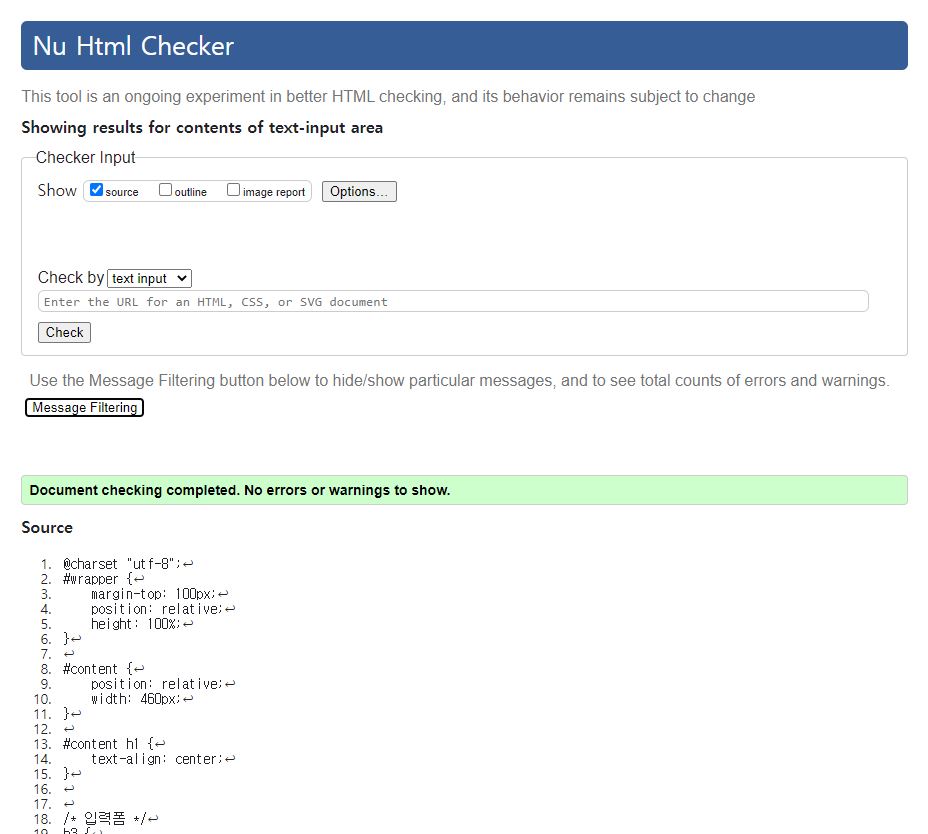 Nu Html Checker
This tool is an ongoing experiment in better HTML checking, and its behavior remains subject to change
Showing results for contents of text-input area
Checker Input
Show source outline image report Options...
Check by text input
Enter the URL for an HTML, CSS, or SVG document
Check
Use the Message Filtering button below to hide/show particular messages, and to see total counts of errors and warnings.
Message Filtering
Document checking completed. No errors or warnings to show.
Source
1. @charset "utf-8";↩
2. #wrapper {↩
3. margin-top: 100px;↩
4. position: relative;↩
5. height: 100%;↩
6. }↩
7. ↩
8. #content {↩
9. position: relative;↩
10. width: 460px;↩
11. }↩
12. ↩
13. #content h1 {↩
14. text-align: center;↩
15. }↩
16. ↩
17. ↩
18. /* 입력폼 */↩
19. h3 {↩